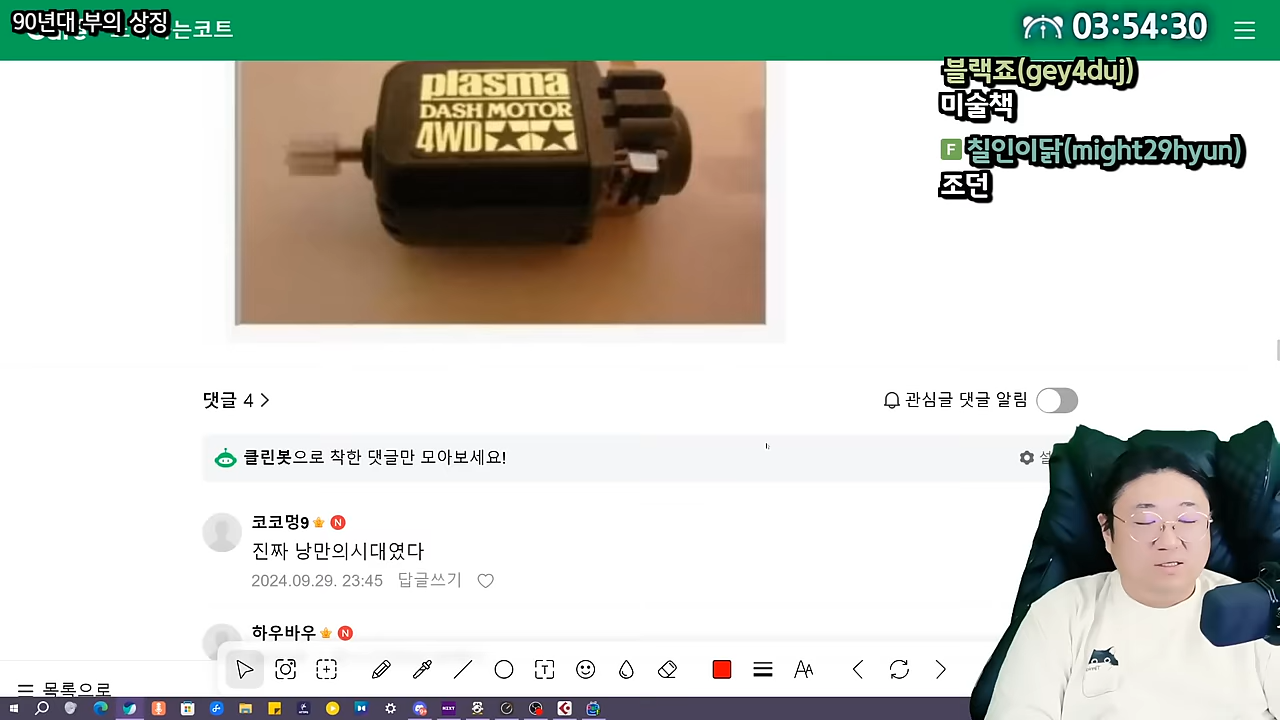 90년대 부의 상징
는코트
03:54:30
블랙죠(gey4duj)
미술책
F 칠인이닭(might29hyun)
조던
plasma
DASH MOTOR
4WD
댓글 4
관심글 댓글 알림
클린봇으로 착한 댓글만 모아보세요!
설
코코멍9 N
진짜 낭만의시대였다
2024.09.29. 23:45 답글쓰기
하우바우 N
목록으로